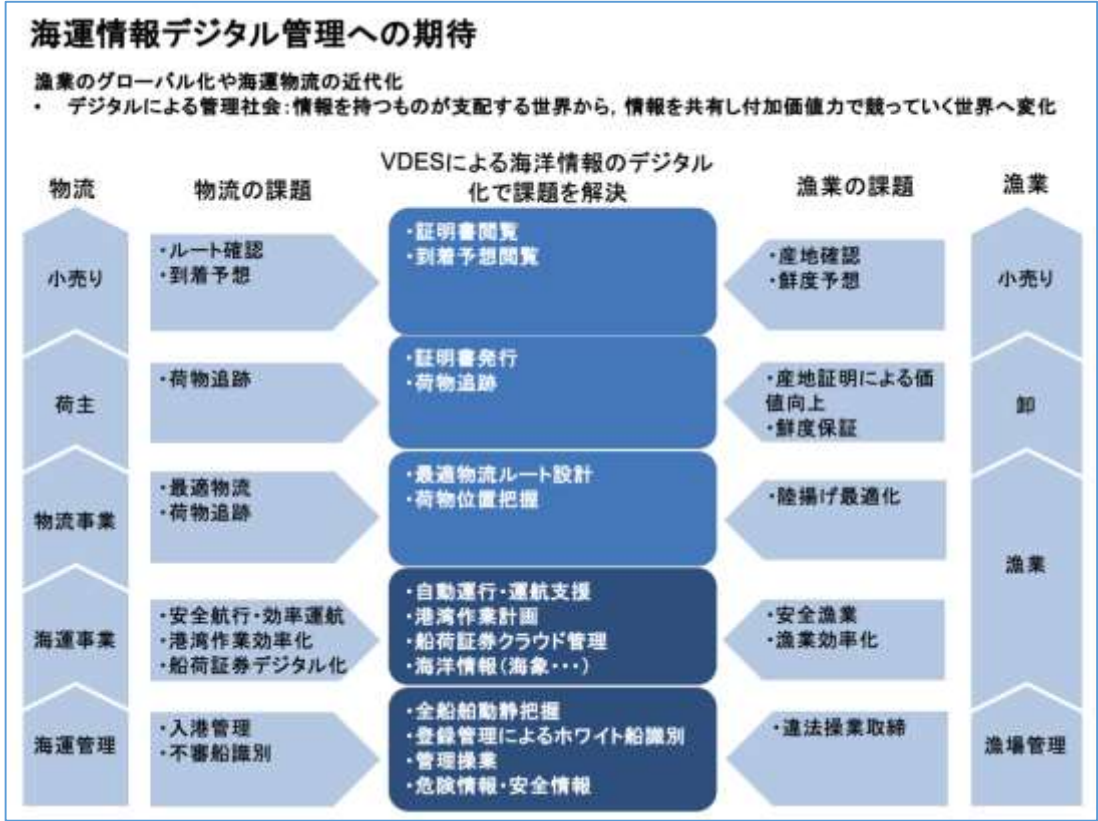 海運情報デジタル管理への期待
漁業のグローバル化や海運物流の近代化
・ デジタルによる管理社会：情報を持つものが支配する世界から，情報を共有し付加価値力で競っていく世界へ変化
物流
物流の課題
VDESによる海洋情報のデジタル
化で課題を解決
漁業の課題
漁業
小売り
・ルート確認
・到着予想
・証明書閲覧
・到着予想閲覧
・産地確認
・鮮度予想
小売り
荷主
・荷物追跡
・証明書発行
・荷物追跡
・産地証明による価
値向上
・鮮度保証
卸
物流事業
・最適物流
・荷物追跡
・最適物流ルート設計
・荷物位置把握
・陸揚げ最適化
漁業
海運事業
・安全航行・効率運航
・港湾作業効率化
・船荷証券デジタル化
・自動運行・運航支援
・港湾作業計画
・船荷証券クラウド管理
・海洋情報（海象・・・）
・安全漁業
・漁業効率化
海運管理
・入港管理
・不審船識別
・全船舶動静把握
・登録管理によるホワイト船識別
・管理操業
・危険情報・安全情報
・違法操業取締
漁場管理